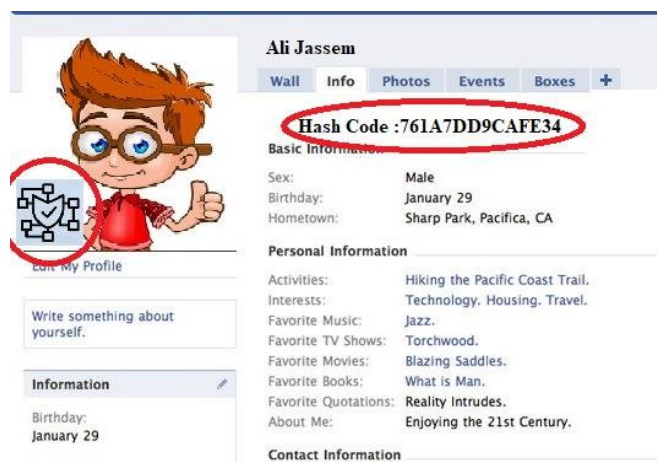 Ali Jassem
Wall Info Photos Events Boxes +
Hash Code :761A7DD9CAFE34
Basic Information
Sex: Male
Birthday: January 29
Hometown: Sharp Park, Pacifica, CA
Edit My Profile
Write something about
yourself.
Information
Birthday:
January 29
Personal Information
Activities: Hiking the Pacific Coast Trail.
Interests: Technology. Housing. Travel.
Favorite Music: Jazz.
Favorite TV Shows: Torchwood.
Favorite Movies: Blazing Saddles.
Favorite Books: What is Man.
Favorite Quotations: Reality Intrudes.
About Me: Enjoying the 21st Century.
Contact Information